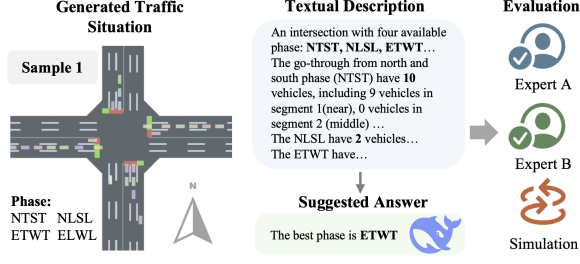 Generated Traffic
Situation
Sample 1
Phase:
NTST NLSL
ETWT ELWL
N
Textual Description
An intersection with four available
phase: NTST, NLSL, ETWT…
The go-through from north and
south phase (NTST) have 10
vehicles, including 9 vehicles in
segment 1(near), 0 vehicles in
segment 2 (middle) …
The NLSL have 2 vehicles…
The ETWT have…
Suggested Answer
The best phase is ETWT
Evaluation
Expert A
Expert B
Simulation